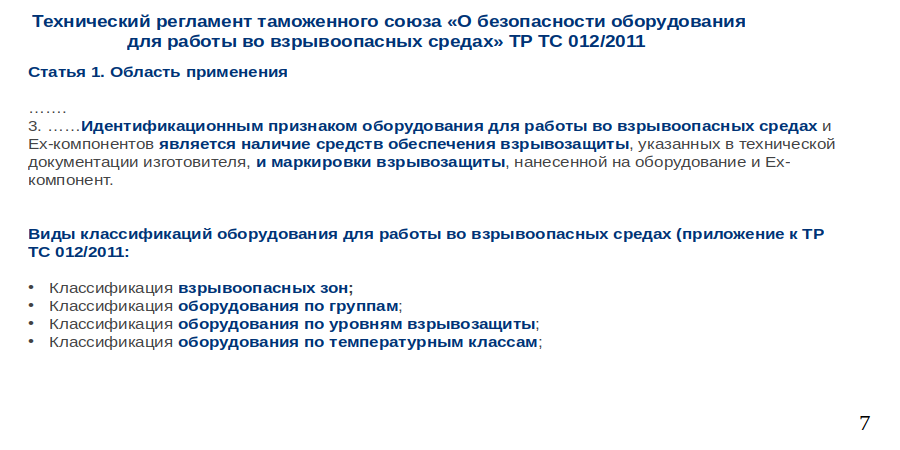 Технический регламент таможенного союза «О безопасности оборудования
для работы во взрывоопасных средах» ТР ТС 012/2011
Статья 1. Область применения
…….
3. ……Идентификационным признаком оборудования для работы во взрывоопасных средах и
Ех-компонентов является наличие средств обеспечения взрывозащиты, указанных в технической
документации изготовителя, и маркировки взрывозащиты, нанесенной на оборудование и Ех-
компонент.
Виды классификаций оборудования для работы во взрывоопасных средах (приложение к ТР
ТС 012/2011:
• Классификация взрывоопасных зон;
• Классификация оборудования по группам;
• Классификация оборудования по уровням взрывозащиты;
• Классификация оборудования по температурным классам;
7